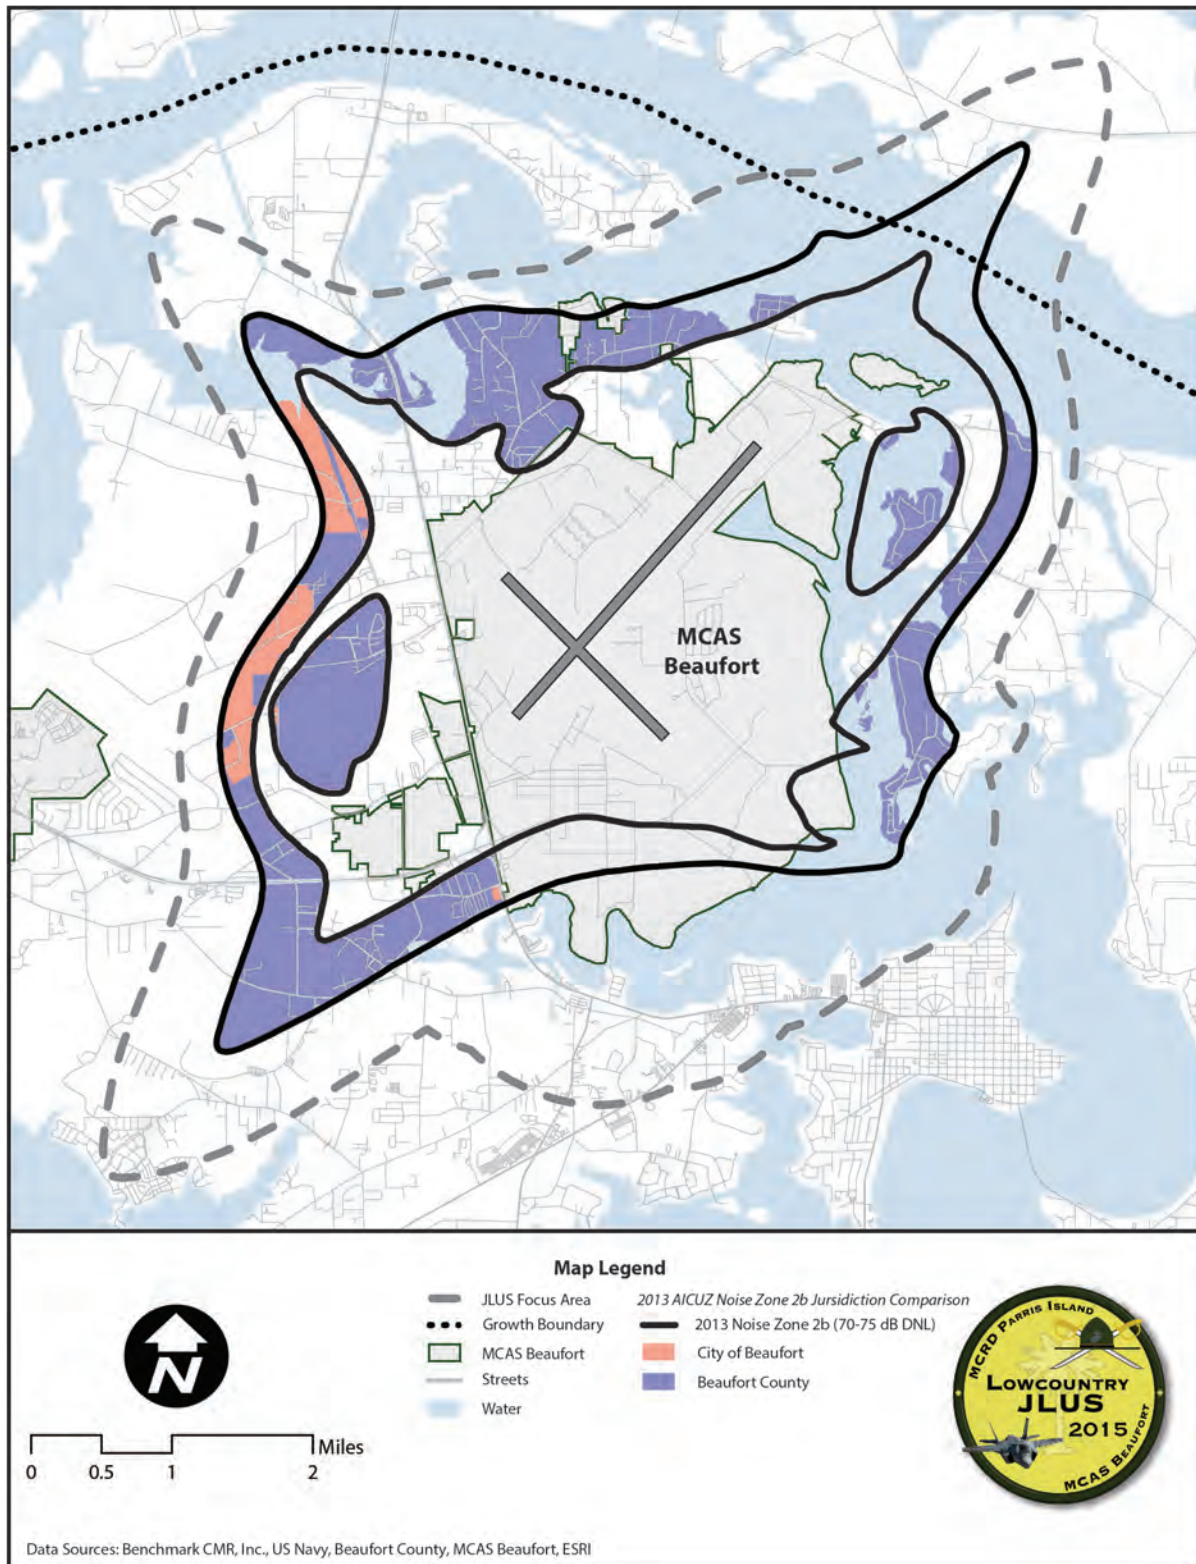 MCAS
Beaufort
Map Legend
JLUS Focus Area
Growth Boundary
MCAS Beaufort
Streets
Water
2013 AICUZ Noise Zone 2b Jursidiction Comparison
2013 Noise Zone 2b (70-75 dB DNL)
City of Beaufort
Beaufort County
N
Miles
0 0.5 1 2
MCRD PARRIS ISLAND
LOWCOUNTRY
JLUS
2015
MCAS BEAUFORT
Data Sources: Benchmark CMR, Inc., US Navy, Beaufort County, MCAS Beaufort, ESRI